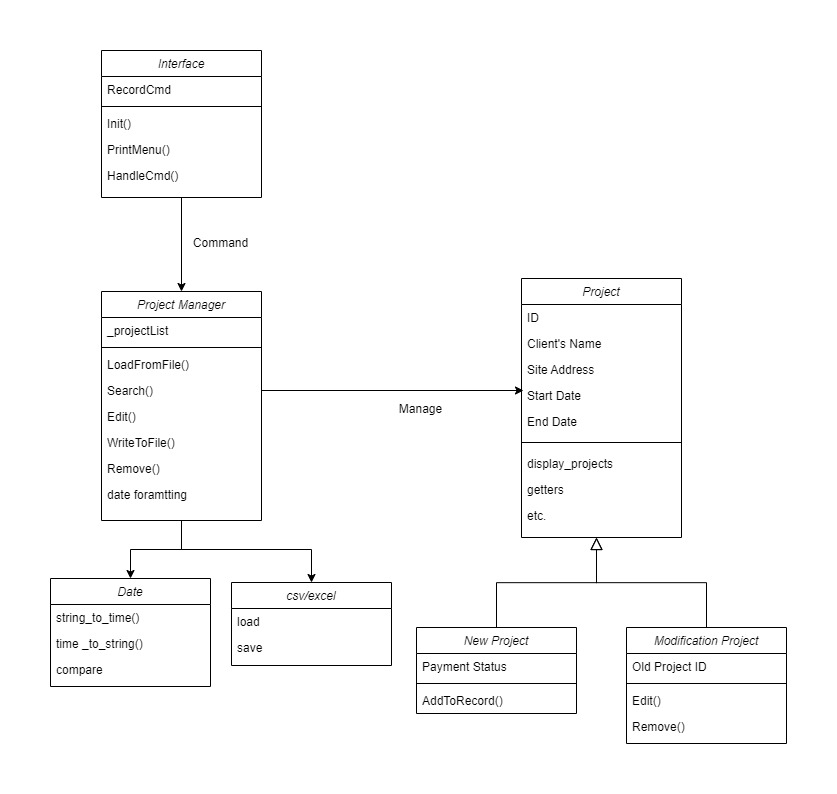 Interface
RecordCmd
Init()
PrintMenu()
HandleCmd()
Command
Project Manager
_projectList
LoadFromFile()
Search()
Edit()
WriteToFile()
Remove()
date foramtting
Manage
Project
ID
Client's Name
Site Address
Start Date
End Date
display_projects
getters
etc.
Date
string_to_time()
time _to_string()
compare
csv/excel
load
save
New Project
Payment Status
AddToRecord()
Modification Project
Old Project ID
Edit()
Remove()